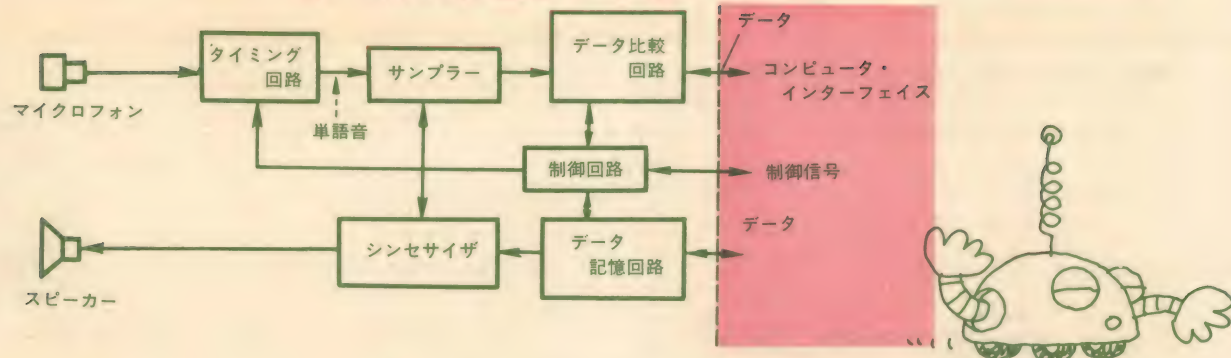 マイクロフォン
タイミング
回路
単語音
サンプラー
データ比較
回路
データ
コンピュータ・
インターフェイス
制御回路
制御信号
スピーカー
シンセサイザ
データ
記憶回路
データ